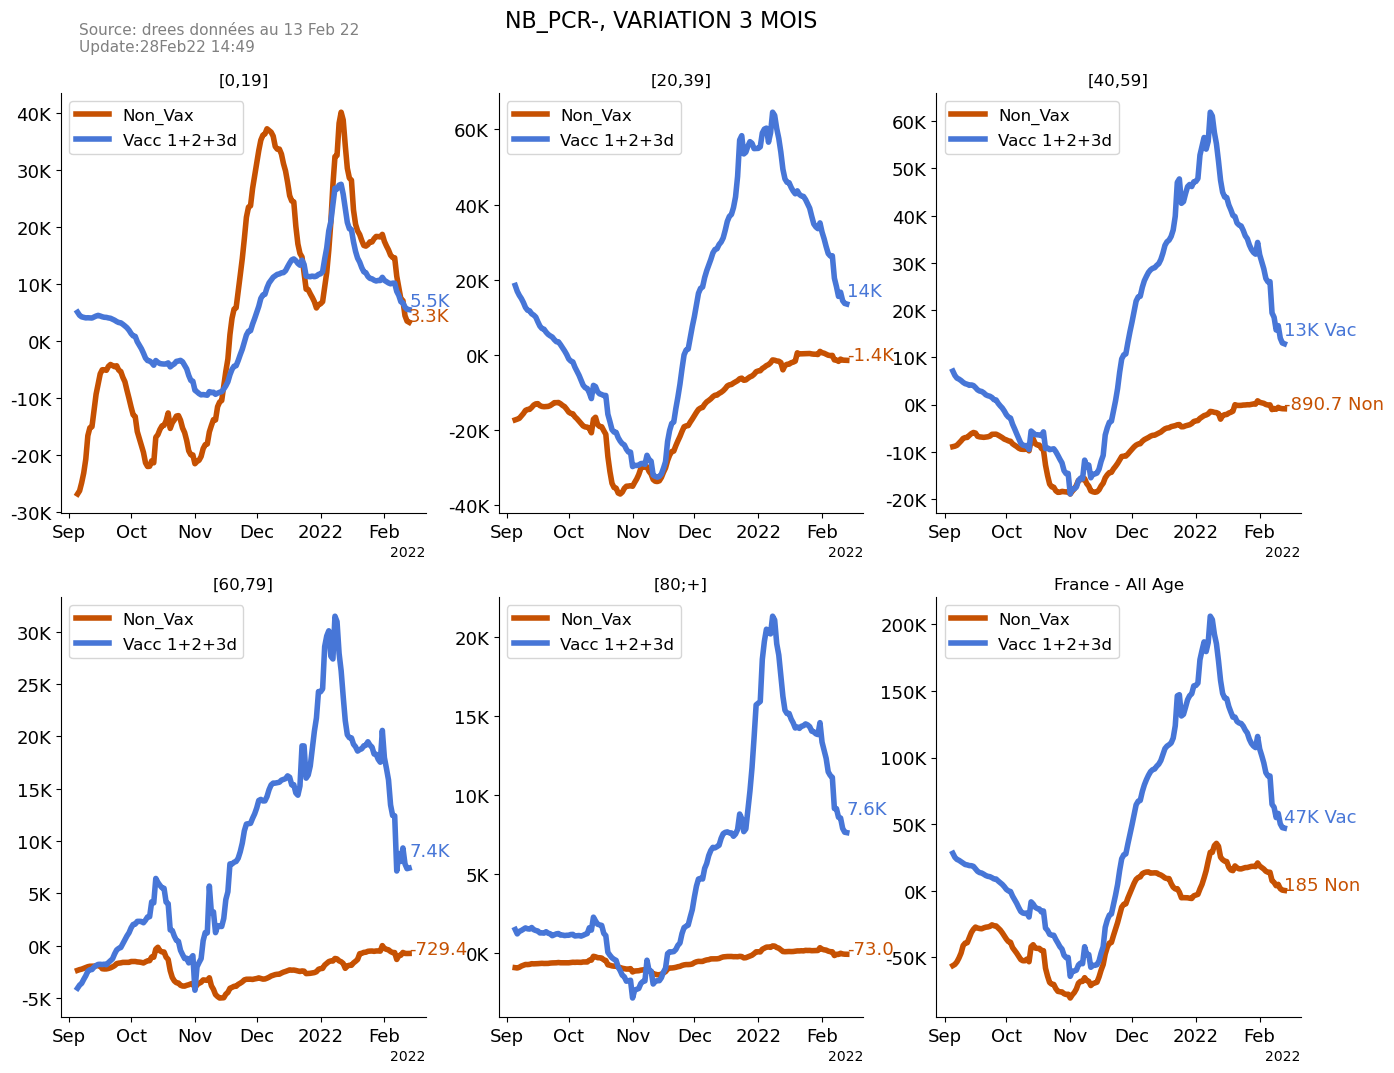 NB_PCR-, VARIATION 3 MOIS
Source: drees données au 13 Feb 22
Update:28Feb22 14:49
[0,19]
Non_Vax
Vacc 1+2+3d
40K
30K
20K
10K
0K
-10K
-20K
-30K
5.5K
3.3K
Sep Oct Nov Dec 2022 Feb
2022
[20,39]
Non_Vax
Vacc 1+2+3d
60K
40K
20K
0K
-20K
-40K
14K
-1.4K
Sep Oct Nov Dec 2022 Feb
2022
[40,59]
Non_Vax
Vacc 1+2+3d
60K
50K
40K
30K
20K
10K
0K
-10K
-20K
13K Vac
-890.7 Non
Sep Oct Nov Dec 2022 Feb
2022
[60,79]
Non_Vax
Vacc 1+2+3d
30K
25K
20K
15K
10K
5K
0K
-5K
7.4K
-729.4
Sep Oct Nov Dec 2022 Feb
2022
[80;+]
Non_Vax
Vacc 1+2+3d
20K
15K
10K
5K
0K
7.6K
-73.0
Sep Oct Nov Dec 2022 Feb
2022
France - All Age
Non_Vax
Vacc 1+2+3d
200K
150K
100K
50K
0K
-50K
47K Vac
185 Non
Sep Oct Nov Dec 2022 Feb
2022